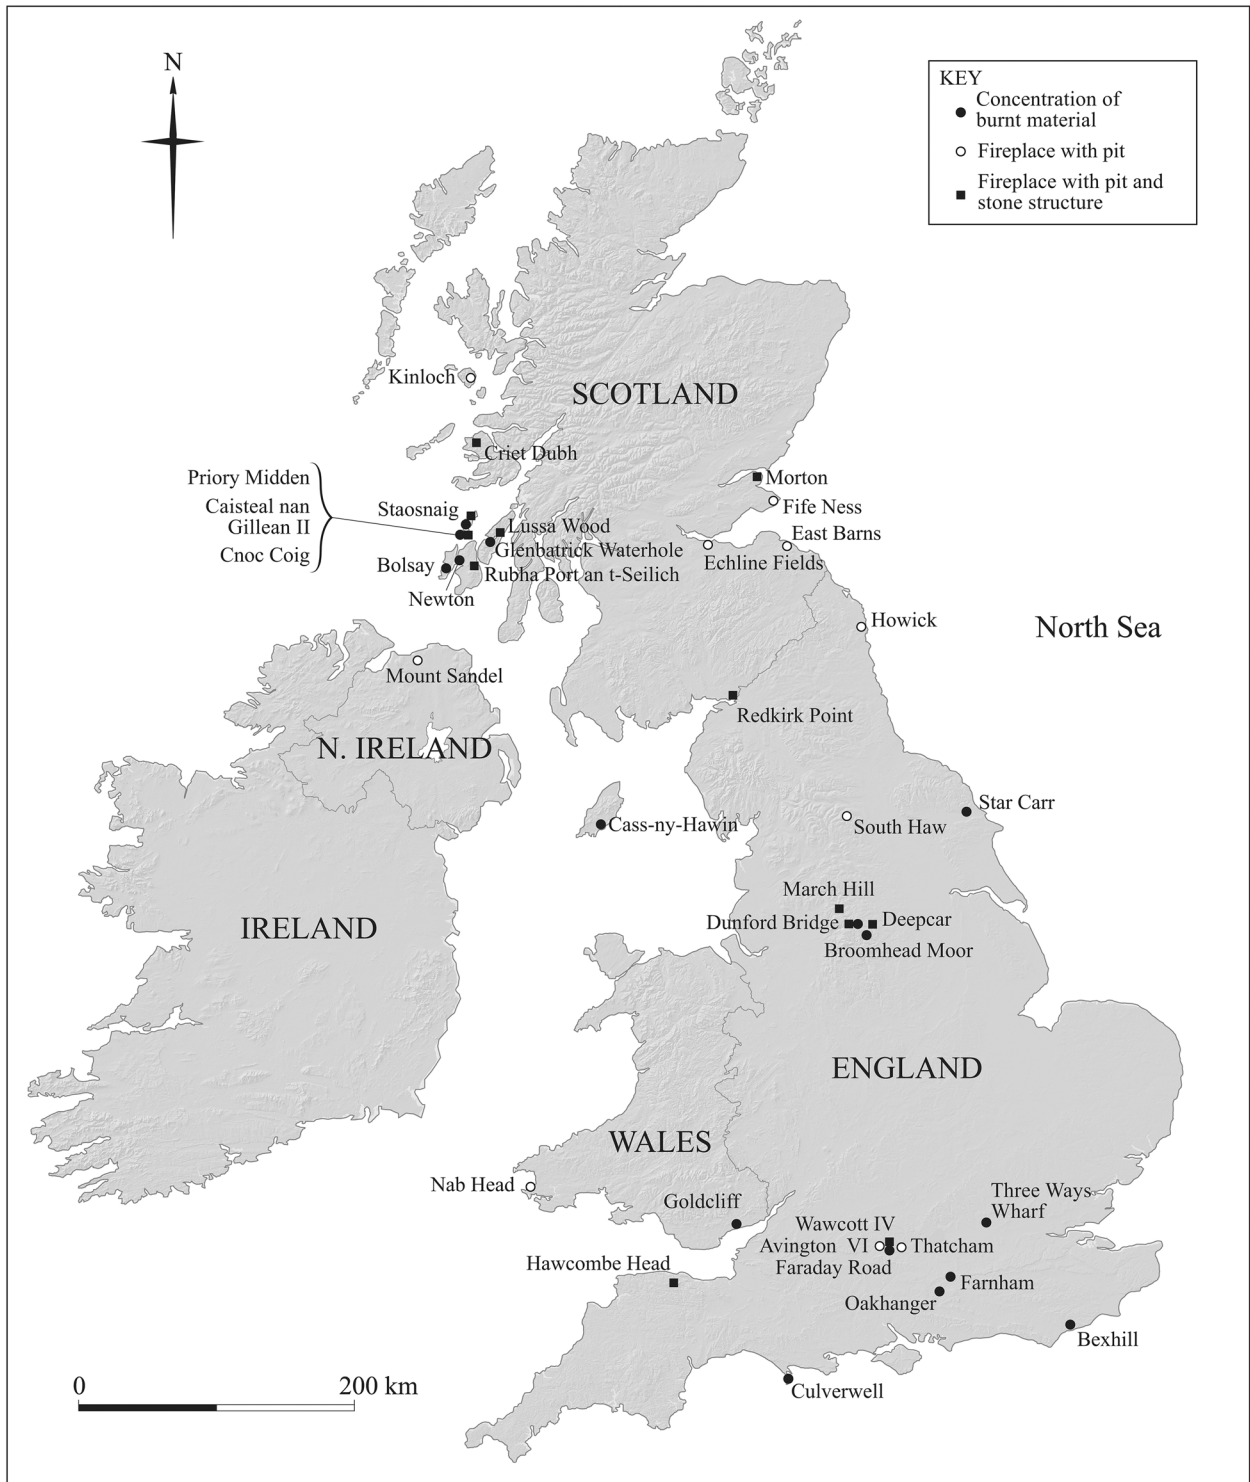 N
KEY
Concentration of
burnt material
Fireplace with pit
Fireplace with pit and
stone structure
Kinloch
SCOTLAND
Criet Dubh
Priory Midden
Caisteal nan
Gillean II
Cnoc Coig
Morton
Fife Ness
Staosnaig
Lussa Wood
East Barns
Glenbatrick Waterhole
Echline Fields
Bolsay
Rubha Port an t-Seilich
Newton
Howick
North Sea
Mount Sandel
Redkirk Point
N. IRELAND
Star Carr
Cass-ny-Hawin
South Haw
March Hill
Dunford Bridge
Deepcar
IRELAND
Broomhead Moor
ENGLAND
WALES
Nab Head
Goldcliff
Three Ways
Wharf
Wawcott IV
Avington VI
Thatcham
Faraday Road
Hawcombe Head
Farnham
Oakhanger
Bexhill
Culverwell
0
200 km